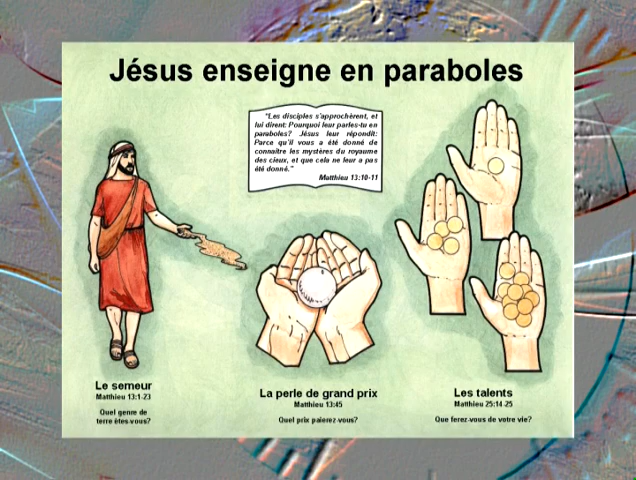 Jésus enseigne en paraboles
"Les disciples s'approchèrent, et
lui dirent: Pourquoi leur parles-tu en
paraboles? Jésus leur répondit:
Parce qu'il vous a été donné de
connaître les mystères du royaume
des cieux, et que cela ne leur a pas
été donné."
Matthieu 13:10-11
Le semeur
Matthieu 13:1-23
Quel genre de
terre êtes-vous?
La perle de grand prix
Matthieu 13:45
Quel prix paierez-vous?
Les talents
Matthieu 25:14-25
Que ferez-vous de votre vie?